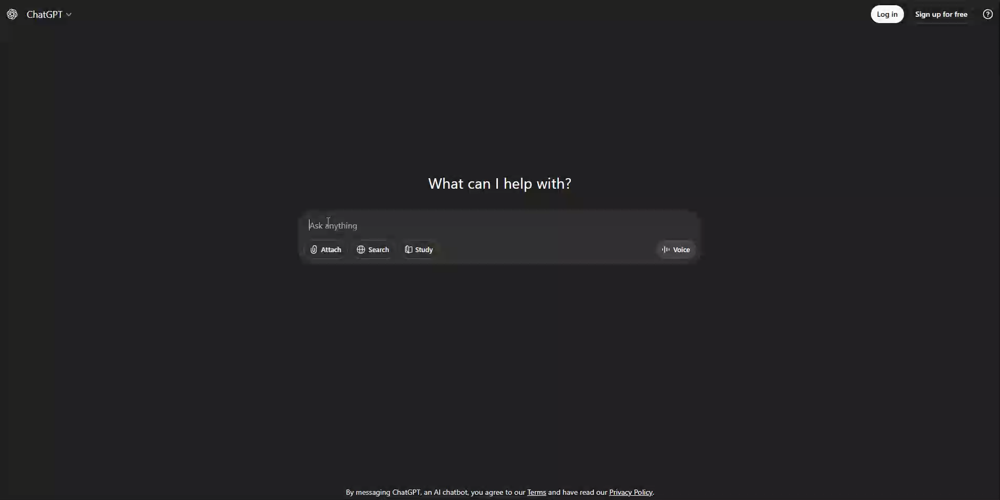 ChatGPT
Log in
Sign up for free
What can I help with?
Ask anything
Attach
Search
Study
Voice
By messaging ChatGPT, an AI chatbot, you agree to our Terms and have read our Privacy Policy.